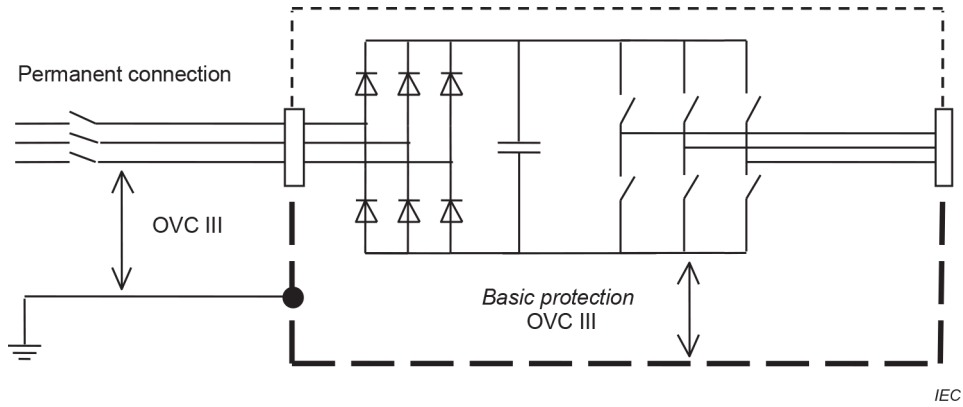 Permanent connection
OVC III
Basic protection
OVC III
IEC